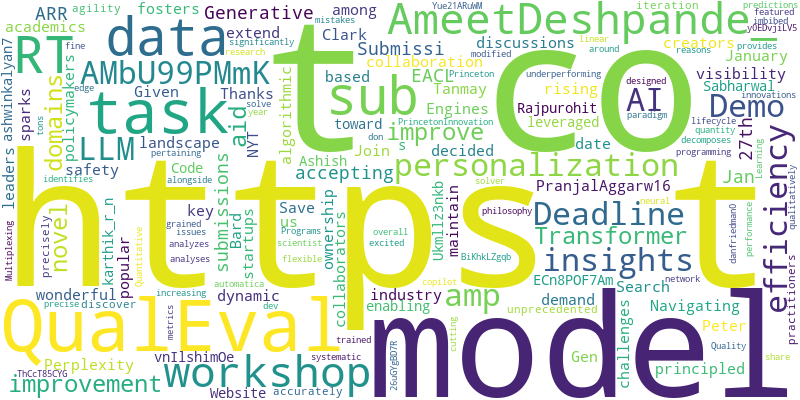 https
t
co
model
QualEval
task
workshop
data
RT
sub
AmeetDeshpande_
AMbU99PMmK
LLM
AI
Demo
Deadline
insights
personalization
efficiency
improve
improvement
novel
domains
aid
amp
Transformer
Generative
ARR
agility
fosters
extend
among
academics
sparks
Clark
Submissi
discussions
EACL
Tanmay
Engines
Rajpurohit
collaboration
rising
based
toward
Given
Thanks
landscape
safety
leaders
ashwinkalyan7
policymakers
NYT
algorithmic
Join
s
decided
accepting
Ashish
leveraged
date
Code
submissions
Bard
startups
Save
us
key
popular
karthik_r_n
precisely
wonderful
discover
Perplexity
dynamic
vnIlshimOe
Website
accurately
enabling
industry
collaborators
ownership
maintain
Ukmllz3nkb
PranjalAggarw16
philosophy
ECn8POF7Am
Search
Navigating
demand
unprecedented
BiKhkLZgqb
Gen
challenges
principled
Peter
Jan
27th
January
Sabharwal
visibility
creators
iteration
predictions
mistakes
significantly
research
modified
around
linear
featured
imbibed
yOEDvjiLV5
provides
reasons
Yue21ARuWM
fine
edge
tons
pertaining
solve
year
don
Princeton
PrincetonInnovation
underperforming
paradigm
designed
innovations
lifecycle
quantity
decomposes
programming
Learning
qualitatively
practitioners
performance
danfriedman0
neural
network
solver
identifies
alongside
Multiplexing
Quantitative
grained
issues
analyzes
analyses
Programs
scientist
excited
overall
flexible
increasing
automatica
metrics
trained
systematic
dev
precise
ThCcT85CYG
26uGYgBD7R
copilot
cutting
Quality
share